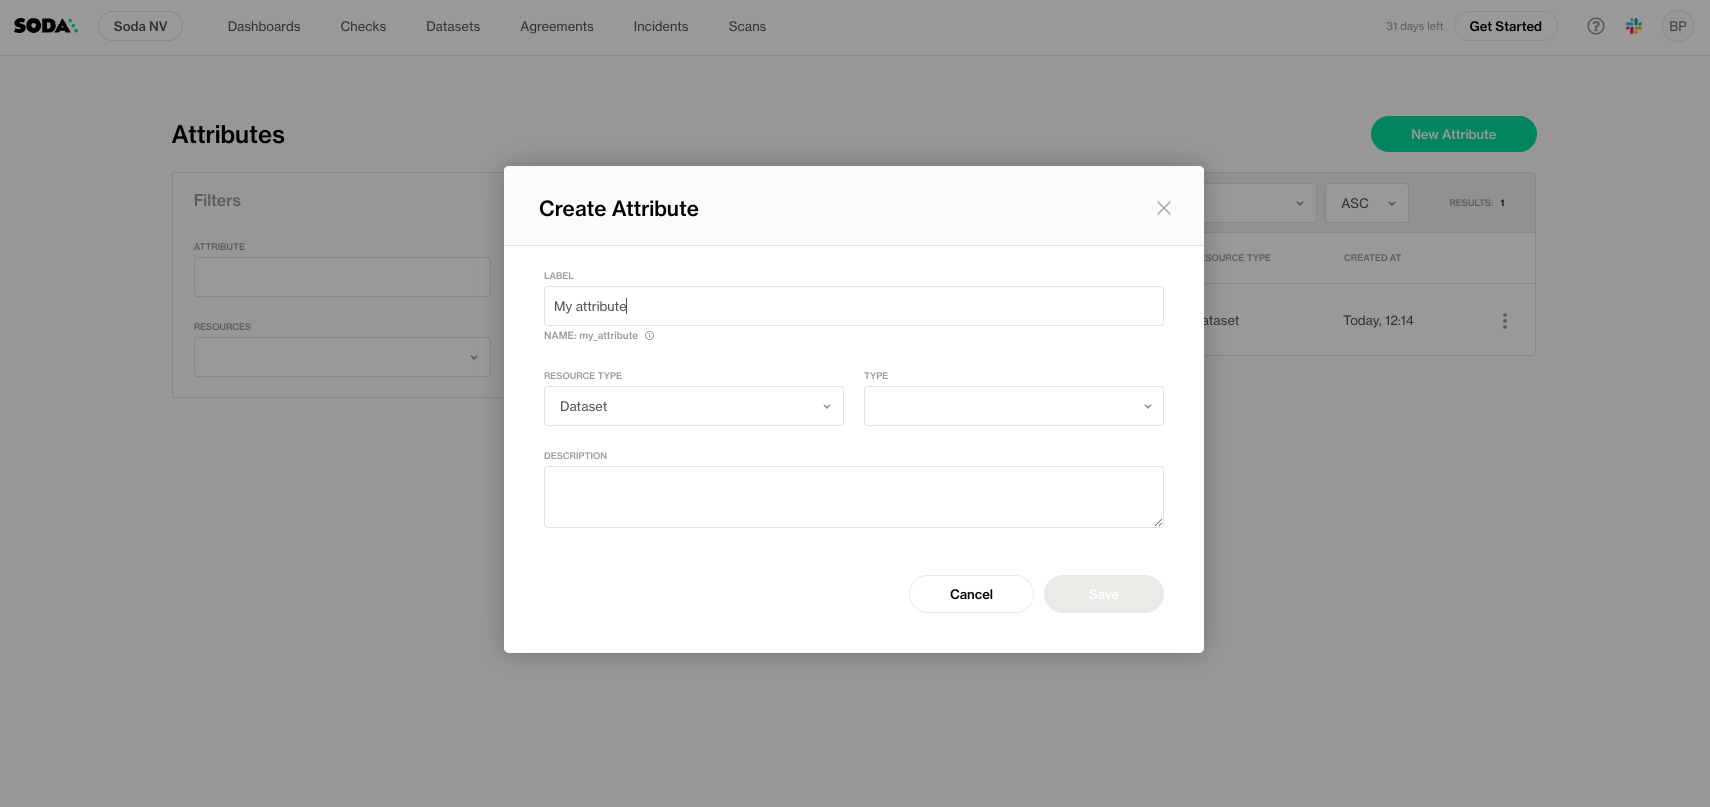 SODA
Soda NV
Dashboards
Checks
Datasets
Agreements
Incidents
Scans
31 days left
Get Started
BP
Attributes
New Attribute
Filters
ATTRIBUTE
RESOURCES
ASC
RESULTS: 1
SOURCE TYPE
CREATED AT
ataset
Today, 12:14
Create Attribute
LABEL
My attribute
NAME: my_attribute
RESOURCE TYPE
TYPE
Dataset
DESCRIPTION
Cancel
Save